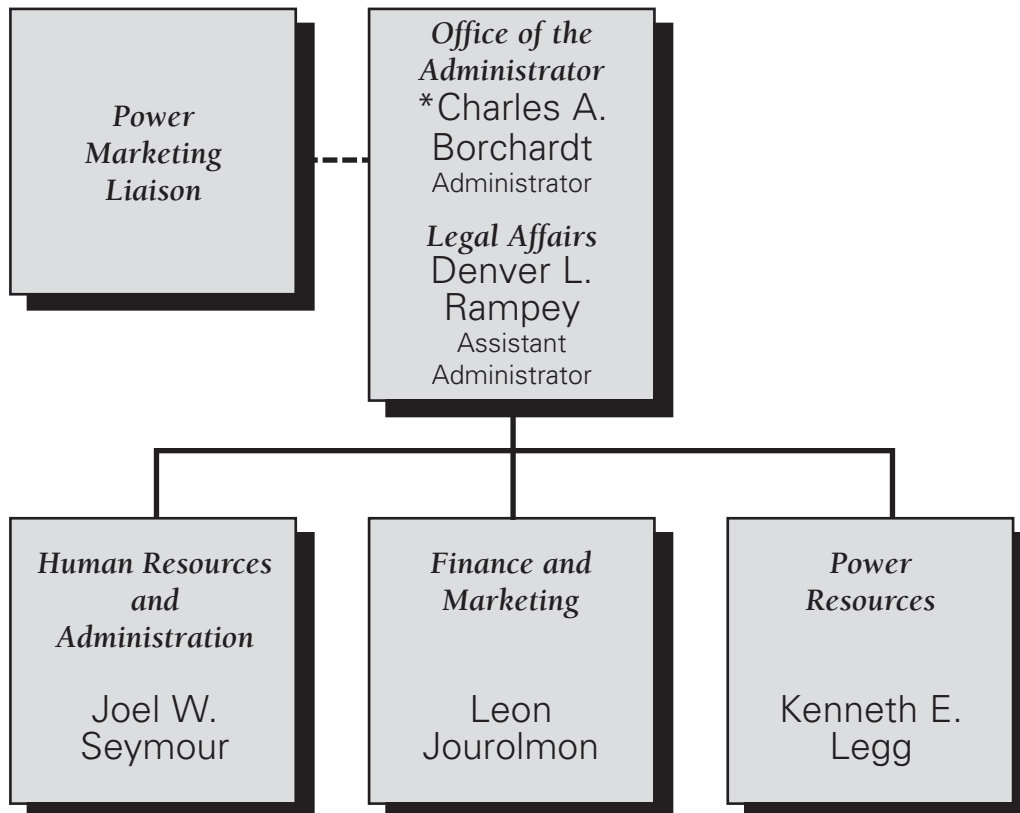 Power
Marketing
Liaison
Office of the
Administrator
*Charles A.
Borchardt
Administrator
Legal Affairs
Denver L.
Rampey
Assistant
Administrator
Human Resources
and
Administration
Joel W.
Seymour
Finance and
Marketing
Leon
Jourolmon
Power
Resources
Kenneth E.
Legg